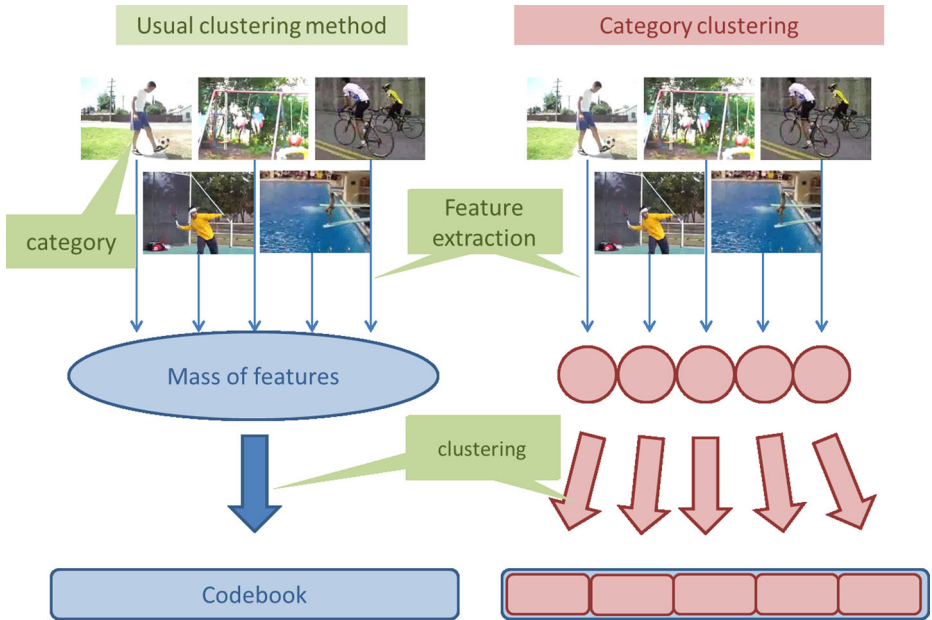 Usual clustering method
Category clustering
category
Feature
extraction
Mass of features
clustering
Codebook